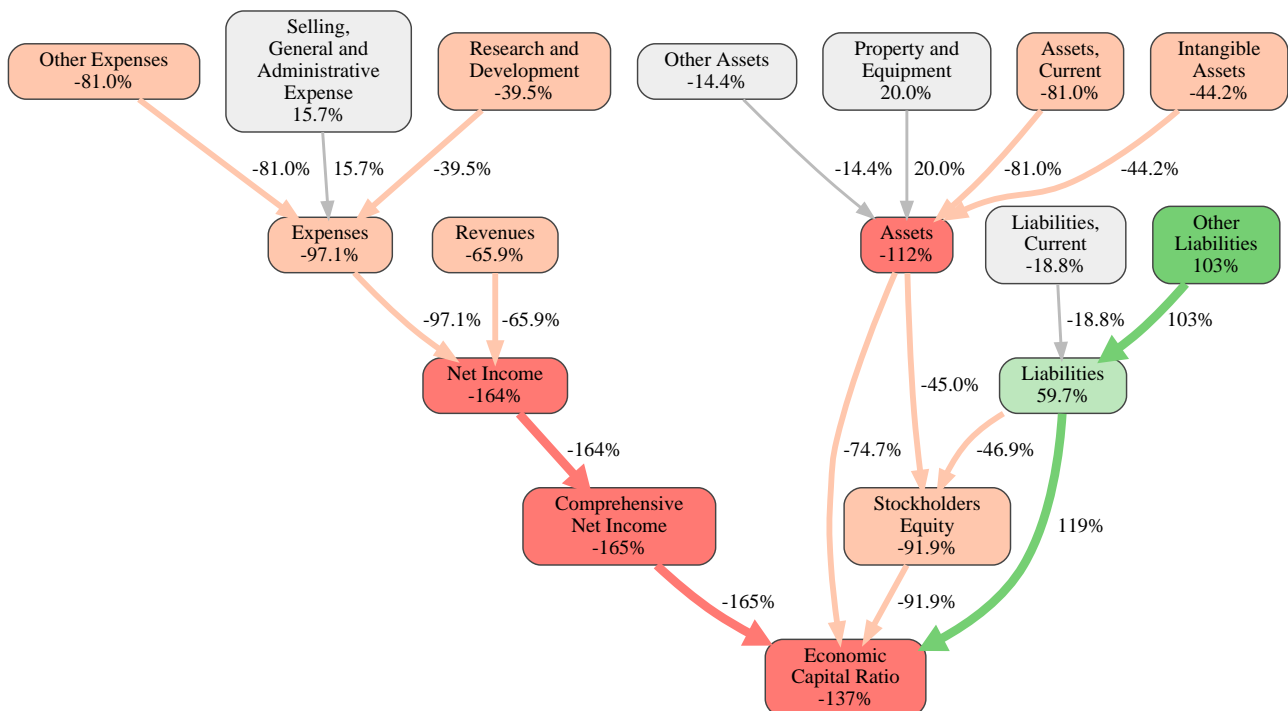 Other Expenses
-81.0%
Selling,
General and
Administrative
Expense
15.7%
Research and
Development
-39.5%
Other Assets
-14.4%
Property and
Equipment
20.0%
Assets,
Current
-81.0%
Intangible
Assets
-44.2%
-81.0%
15.7%
-39.5%
-14.4%
20.0%
-81.0%
-44.2%
Expenses
-97.1%
Revenues
-65.9%
Assets
-112%
Liabilities,
Current
-18.8%
Other
Liabilities
103%
-97.1%
-65.9%
-18.8%
103%
Net Income
-164%
-45.0%
Liabilities
59.7%
-164%
-74.7%
-46.9%
Comprehensive
Net Income
-165%
Stockholders
Equity
-91.9%
119%
-165%
-91.9%
Economic
Capital Ratio
-137%